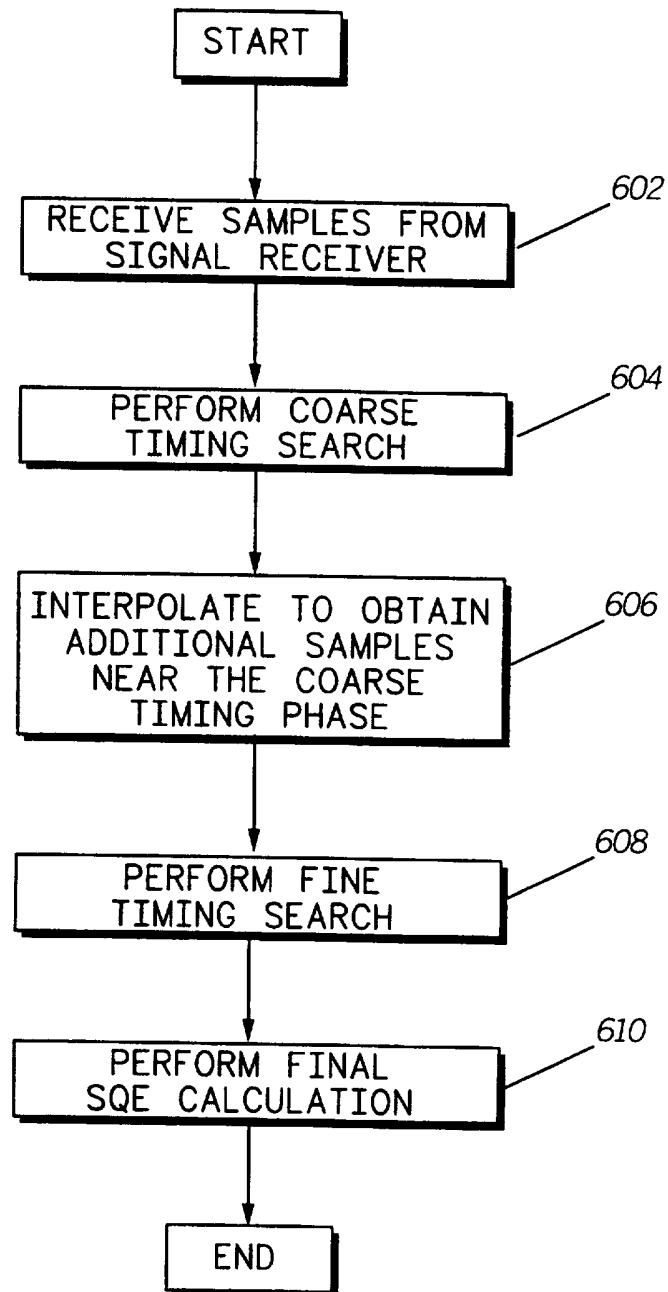 START
RECEIVE SAMPLES FROM
SIGNAL RECEIVER
602
PERFORM COARSE
TIMING SEARCH
604
INTERPOLATE TO OBTAIN
ADDITIONAL SAMPLES
NEAR THE COARSE
TIMING PHASE
606
PERFORM FINE
TIMING SEARCH
608
PERFORM FINAL
SQE CALCULATION
610
END